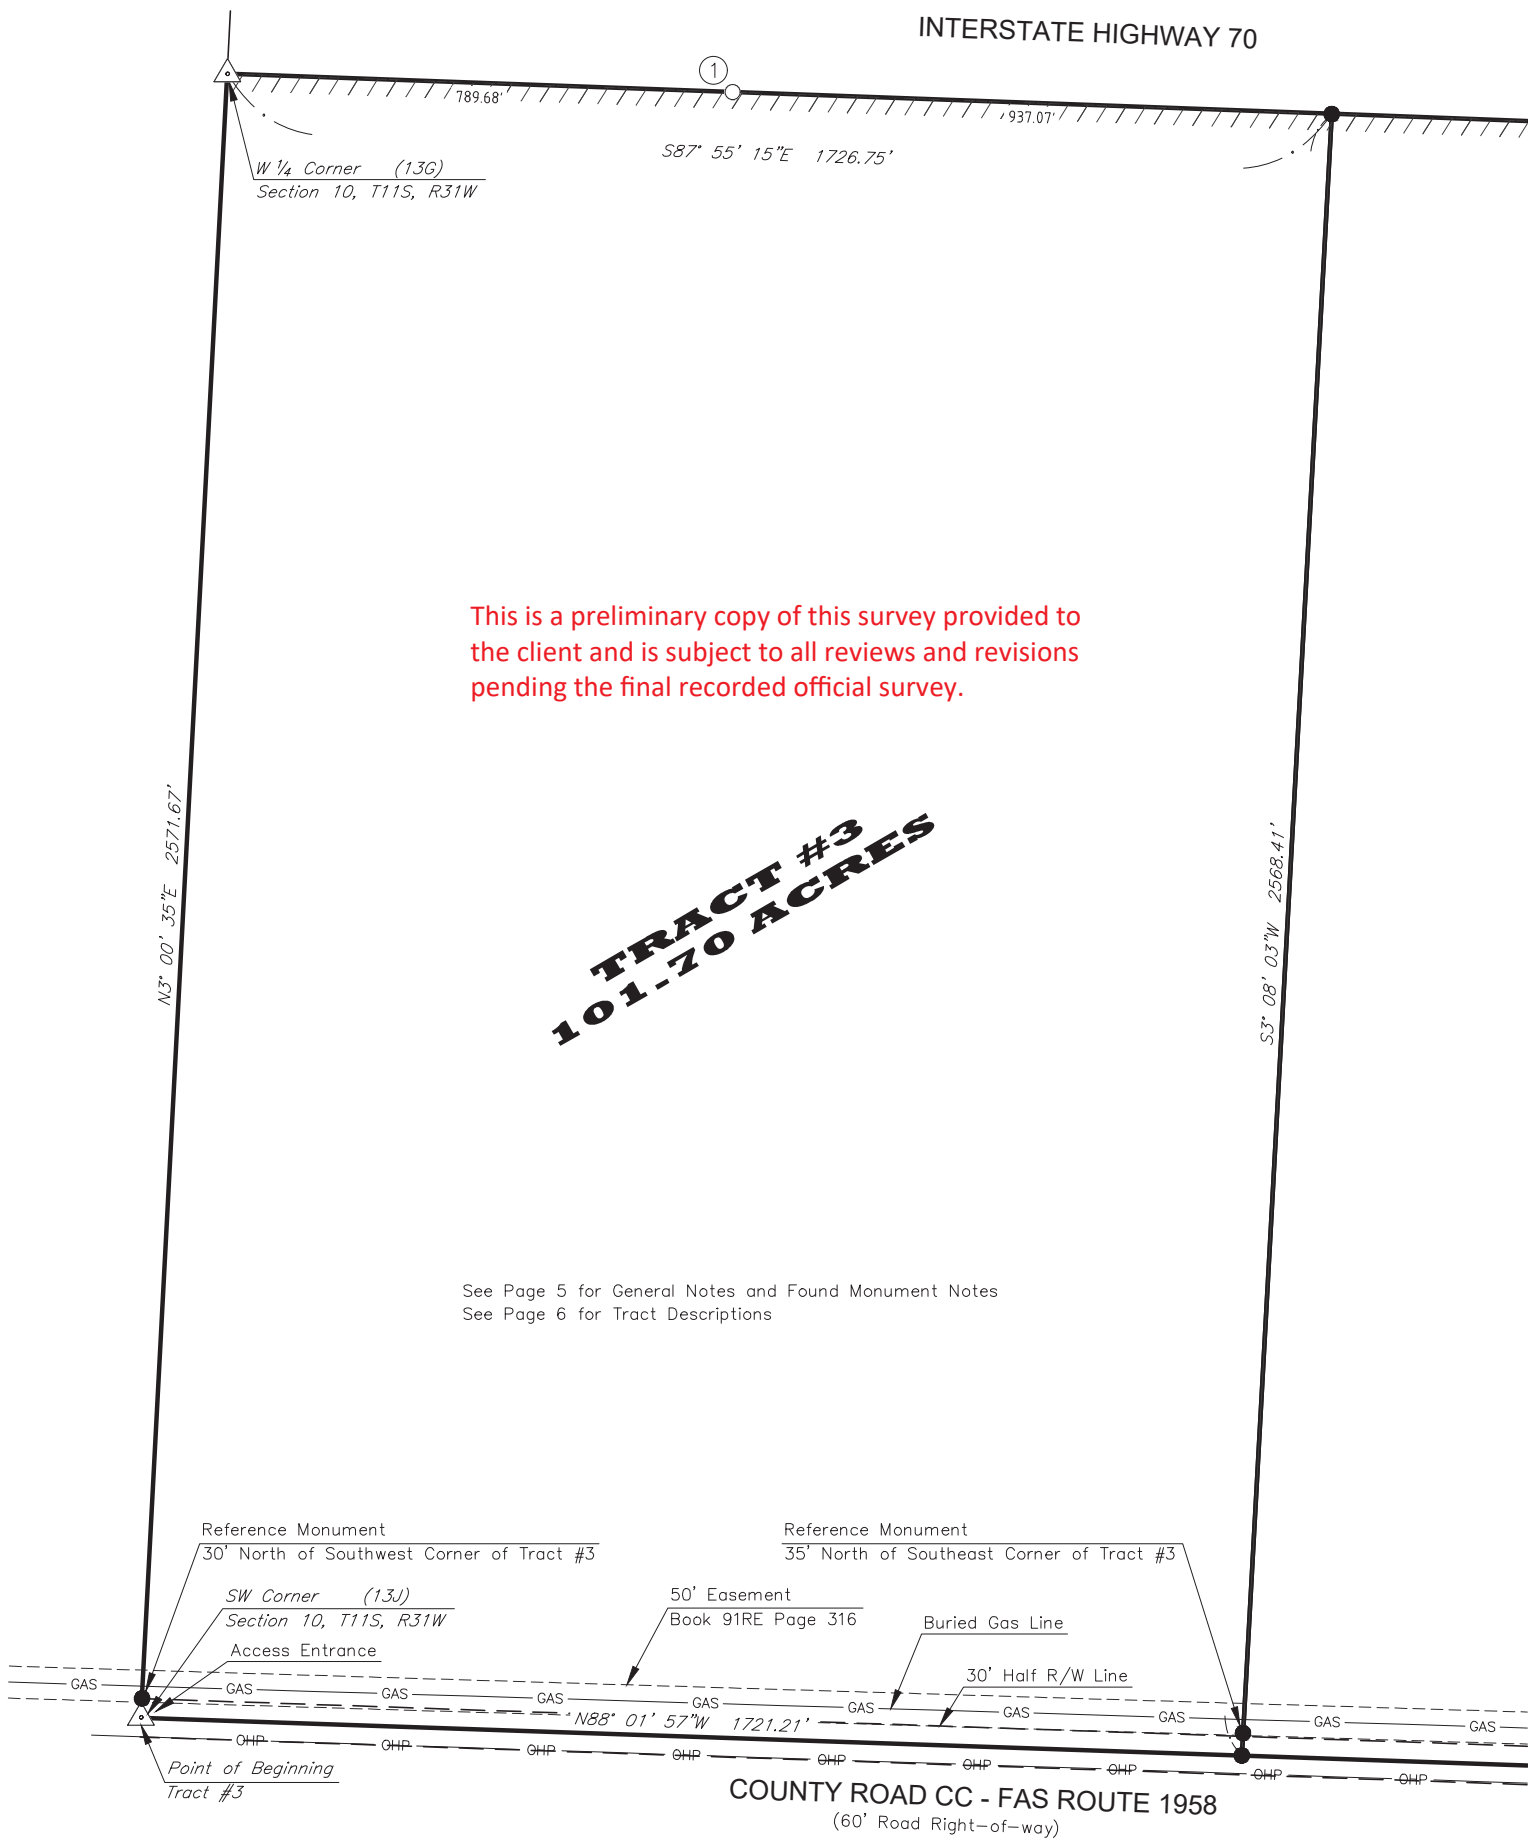 INTERSTATE HIGHWAY 70
1
789.68'
937.07'
S87° 55' 15"E 1726.75'
W ¼ Corner (13G)
Section 10, T11S, R31W
This is a preliminary copy of this survey provided to
the client and is subject to all reviews and revisions
pending the final recorded official survey.
N3° 00' 35"E 2571.67'
S3° 08' 03"W 2568.41'
TRACT #3
101.70 ACRES
See Page 5 for General Notes and Found Monument Notes
See Page 6 for Tract Descriptions
Reference Monument
30' North of Southwest Corner of Tract #3
Reference Monument
35' North of Southeast Corner of Tract #3
SW Corner (13J)
Section 10, T11S, R31W
50' Easement
Book 91RE Page 316
Buried Gas Line
Access Entrance
30' Half R/W Line
GAS GAS GAS GAS GAS GAS GAS GAS GAS GAS
N88° 01' 57"W 1721.21'
OHP OHP OHP OHP OHP OHP OHP OHP OHP
Point of Beginning
Tract #3
COUNTY ROAD CC - FAS ROUTE 1958
(60' Road Right-of-way)